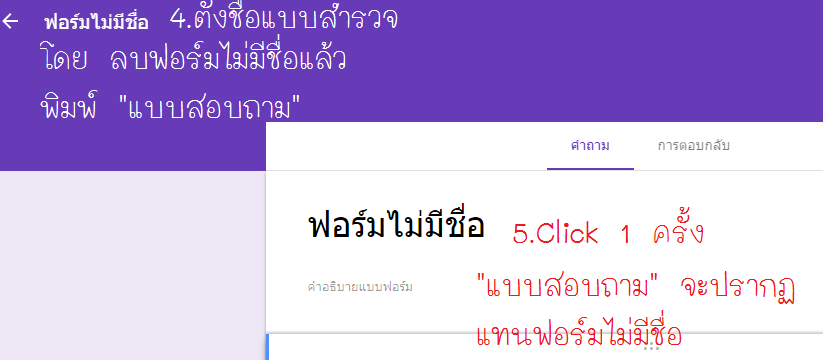 ฟอร์มไม่มีชื่อ 4.ตั้งชื่อแบบสำรวจ
โดย ลบฟอร์มไม่มีชื่อแล้ว
พิมพ์ "แบบสอบถาม"
คำถาม การตอบกลับ
ฟอร์มไม่มีชื่อ 5.Click 1 ครั้ง
คำอธิบายแบบฟอร์ม "แบบสอบถาม" จะปรากฏ
แทนฟอร์มไม่มีชื่อ